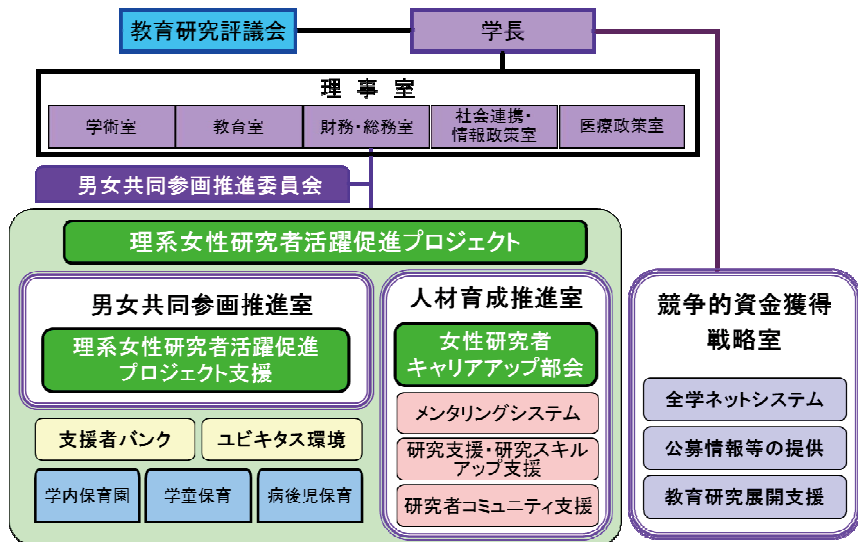 教育研究評議会
学長
理事室
学術室
教育室
財務・総務室
社会連携・
情報政策室
医療政策室
男女共同参画推進委員会
理系女性研究者活躍促進プロジェクト
男女共同参画推進室
理系女性研究者活躍促進
プロジェクト支援
支援者バンク
ユビキタス環境
学内保育園
学童保育
病後児保育
人材育成推進室
女性研究者
キャリアアップ部会
メンタリングシステム
研究支援・研究スキル
アップ支援
研究者コミュニティ支援
競争的資金獲得
戦略室
全学ネットシステム
公募情報等の提供
教育研究展開支援